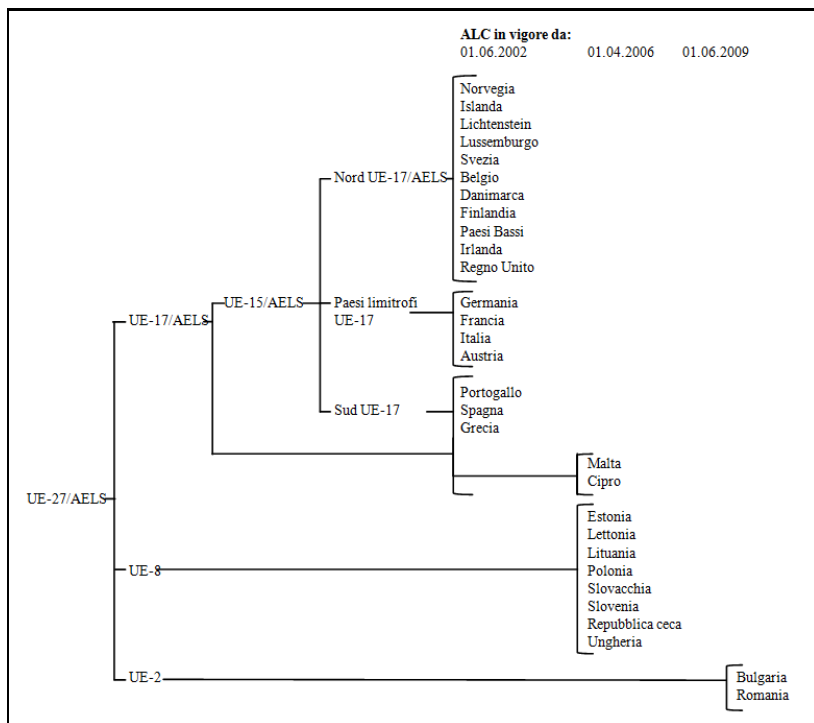 ALC in vigore da:
01.06.2002 01.04.2006 01.06.2009
Norvegia
Islanda
Lichtenstein
Lussemburgo
Svezia
Nord UE-17/AELS Belgio
Danimarca
Finlandia
Paesi Bassi
Irlanda
Regno Unito
UE-15/AELS Paesi limitrofi Germania
UE-17/AELS UE-17 Francia
Italia
Austria
Portogallo
Sud UE-17 Spagna
Grecia
Malta
Cipro
UE-27/AELS
Estonia
Lettonia
Lituania
UE-8 Polonia
Slovacchia
Slovenia
Repubblica ceca
Ungheria
UE-2 Bulgaria
Romania